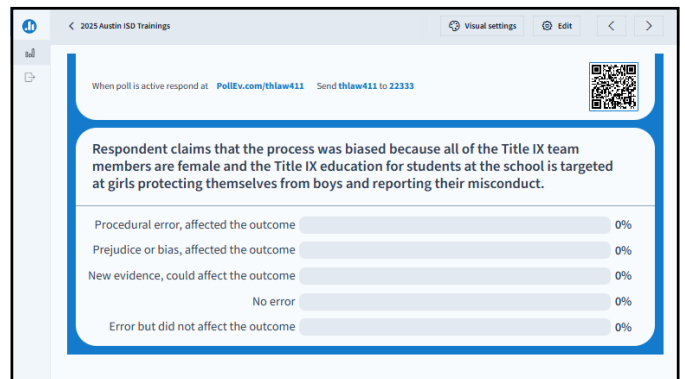 2025 Austin ISD Trainings
Visual settings
Edit
When poll is active respond at PollEv.com/thlaw411 Send thlaw411 to 22333
Respondent claims that the process was biased because all of the Title IX team
members are female and the Title IX education for students at the school is targeted
at girls protecting themselves from boys and reporting their misconduct.
Procedural error, affected the outcome 0%
Prejudice or bias, affected the outcome 0%
New evidence, could affect the outcome 0%
No error 0%
Error but did not affect the outcome 0%